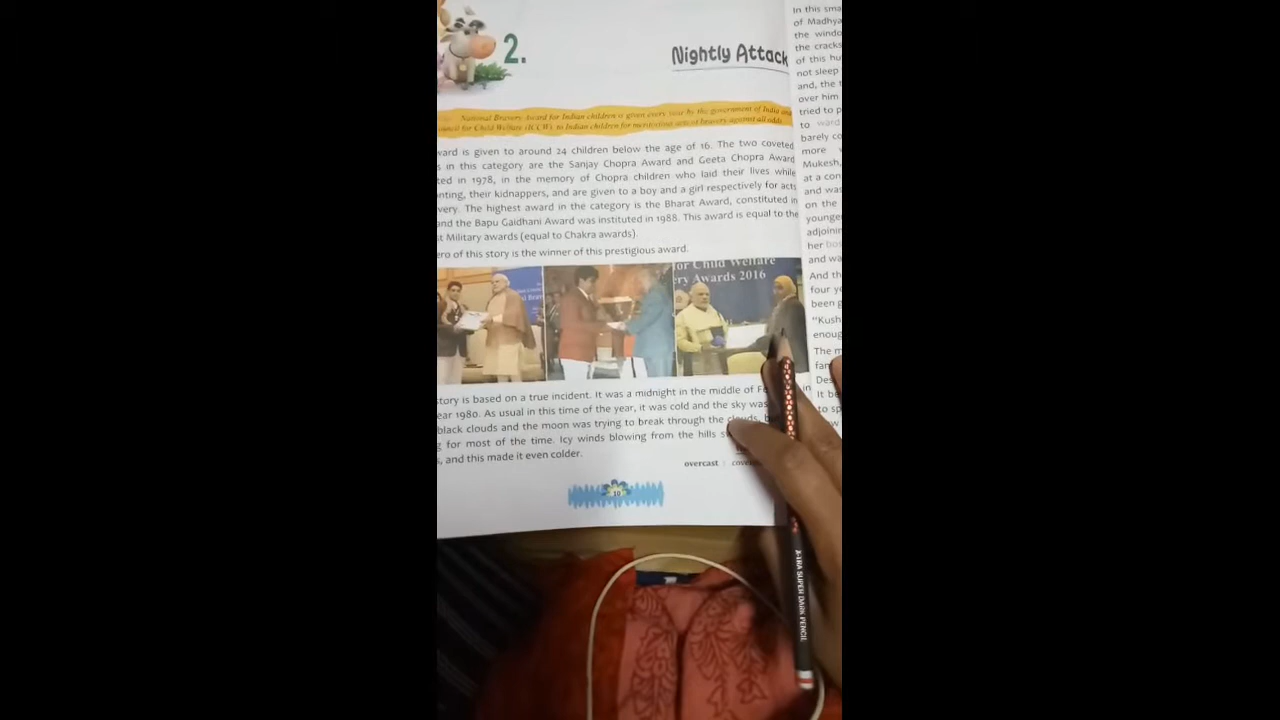 2.
Nightly Attack
National Bravery Award for Indian children is given every year by the government of India and
Council for Child Welfare (ICCW), to Indian children for meritorious acts of bravery against all odds
ward is given to around 24 children below the age of 16. The two coveted
s in this category are the Sanjay Chopra Award and Geeta Chopra Award
ted in 1978, in the memory of Chopra children who laid their lives while
nting, their kidnappers, and are given to a boy and a girl respectively for acts
very. The highest award in the category is the Bharat Award, constituted in
and the Bapu Gaidhani Award was instituted in 1988. This award is equal to the
t Military awards (equal to Chakra awards).
ero of this story is the winner of this prestigious award.
for Child Welfare
ery Awards 2016
story is based on a true incident. It was a midnight in the middle of
ear 1980. As usual in this time of the year, it was cold and the sky was
black clouds and the moon was trying to break through the clouds,
g for most of the time. Icy winds blowing from the hills
s, and this made it even colder.
overcast :
10
In this sma
of Madhya
the windo
the cracks
of this hu
not sleep
and, the t
over him
tried to p
to ward
barely co
more
Mukesh,
at a con
and was
on the
younge
adjoinin
her bos
and wa
And th
four ye
been g
"Kush
enoug
The m
far
Des
It be
to sp
X-TRA SUPER DARK PENCIL